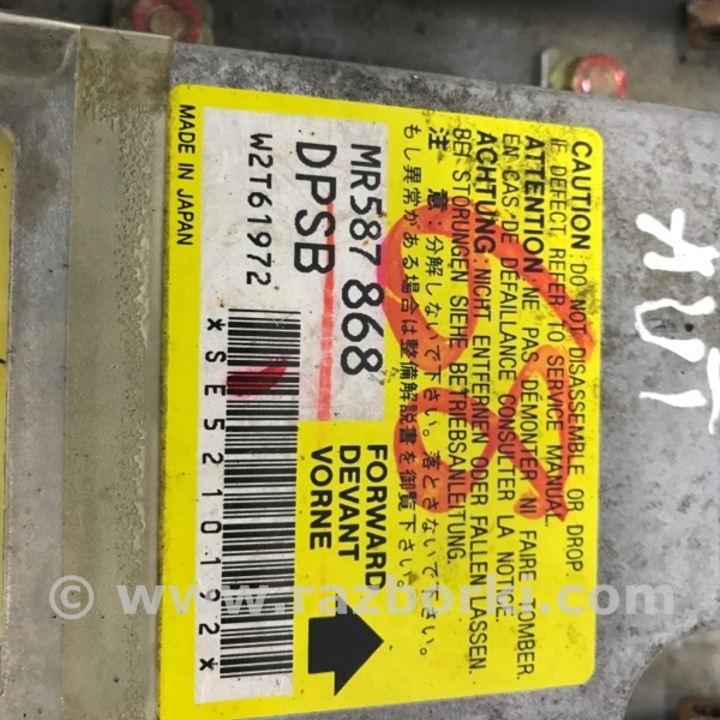 CAUTION:DO NOT DISASSEMBLE OR DROP.
IF DEFECT, REFER TO SERVICE MANUAL.
ATTENTION:NE PAS DÉMONTER NI FAIRE TOMBER.
EN CAS DE DÉFAILLANCE CONSULTER LA NOTICE.
ACHTUNG:NICHT ENTFERNEN ODER FALLEN LASSEN.
BEI STÖRUNGEN SIEHE BETRIEBSANLEITUNG.
注 意:分解しないで下さい。落とさないで下さい。
もし異常がある場合は整備解説書を御覧下さい。
MR587 868
DPSB
W2T61972
MADE IN JAPAN
FORWARD
DEVANT
VORNE
*SE5210192*
68
© www.razborki.com